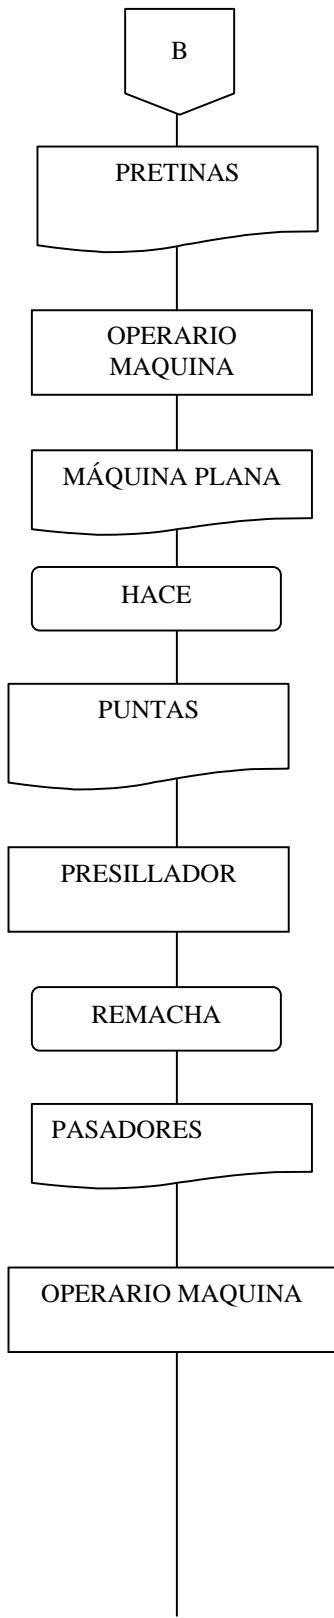 B
PRETINAS
OPERARIO
MAQUINA
MÁQUINA PLANA
HACE
PUNTAS
PRESILLADOR
REMACHA
PASADORES
OPERARIO MAQUINA